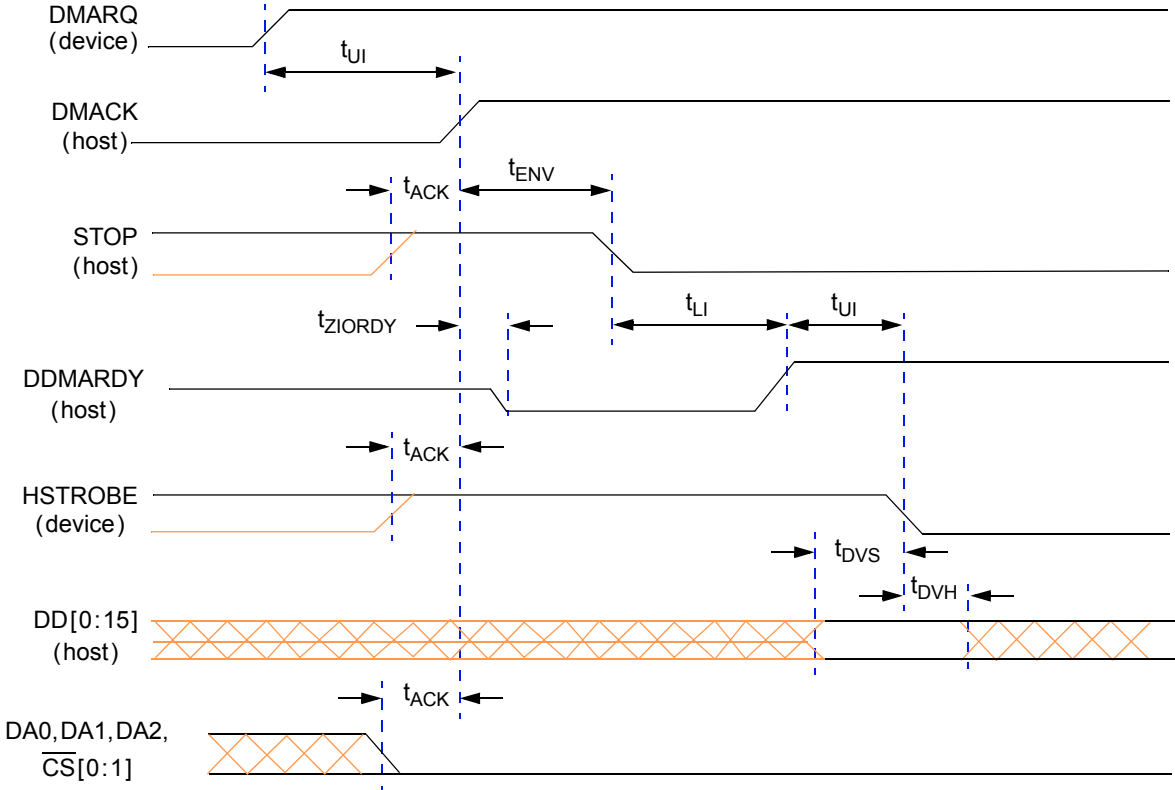 DMARQ
(device)
tUI
DMACK
(host)
tACK
tENV
STOP
(host)
tZIORDY
tLI
tUI
DDMARDY
(host)
tACK
HSTROBE
(device)
tDVS
tDVH
DD[0:15]
(host)
tACK
DA0,DA1,DA2,
CS[0:1]